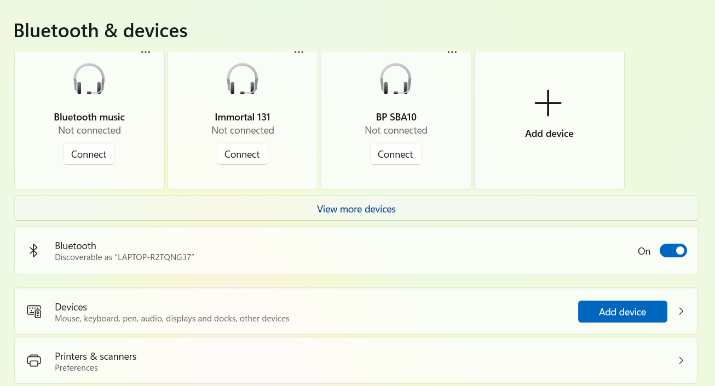 Bluetooth & devices
Bluetooth music
Not connected
Connect
Immortal 131
Not connected
Connect
BP SBA10
Not connected
Connect
Add device
View more devices
Bluetooth
Discoverable as “LAPTOP-R2TQNG37”
On
Devices
Mouse, keyboard, pen, audio, displays and docks, other devices
Add device
Printers & scanners
Preferences